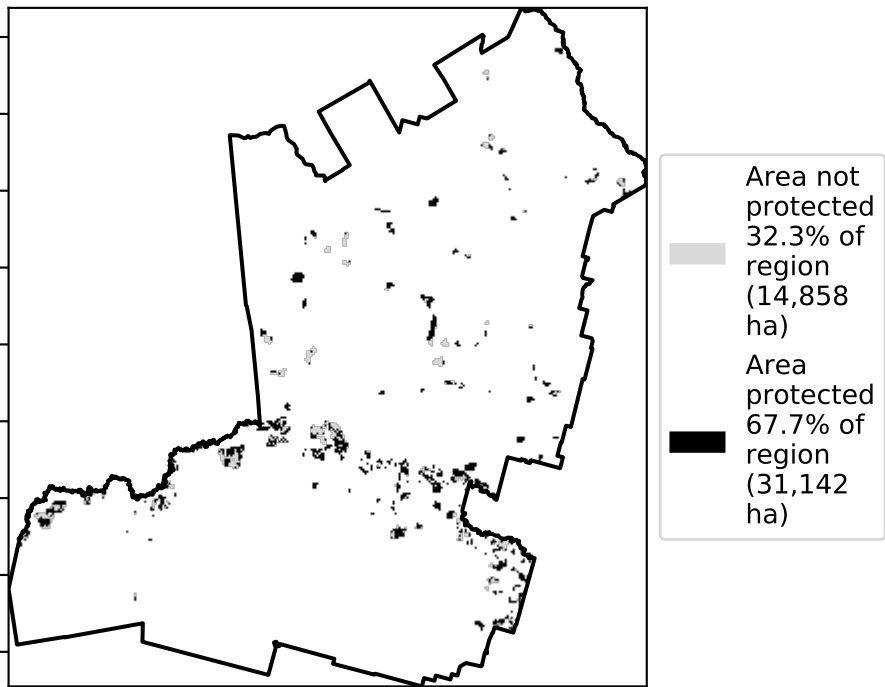 Area not
protected
32.3% of
region
(14,858
ha)
Area
protected
67.7% of
region
(31,142
ha)